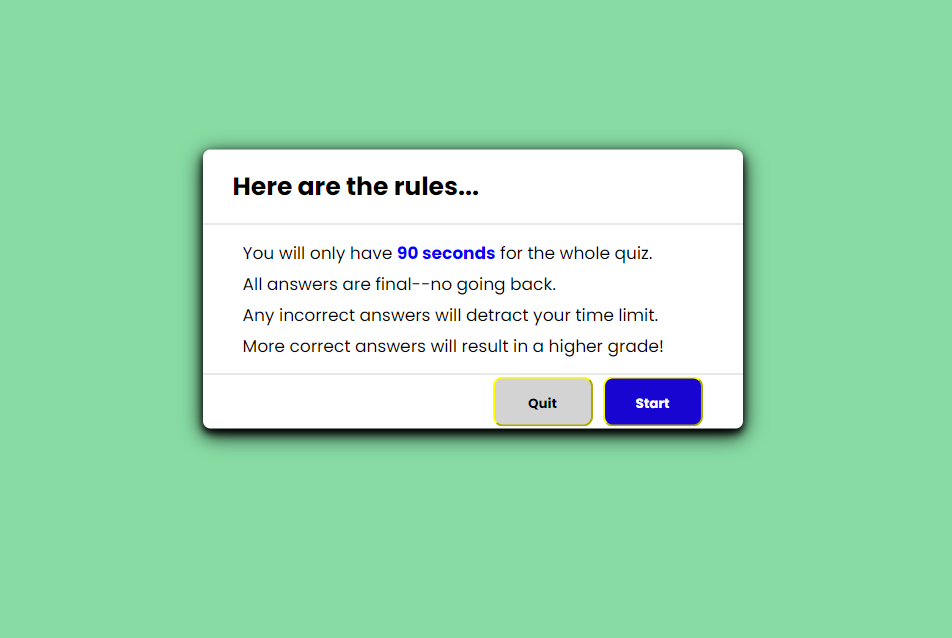 Here are the rules...
You will only have 90 seconds for the whole quiz.
All answers are final--no going back.
Any incorrect answers will detract your time limit.
More correct answers will result in a higher grade!
Quit Start